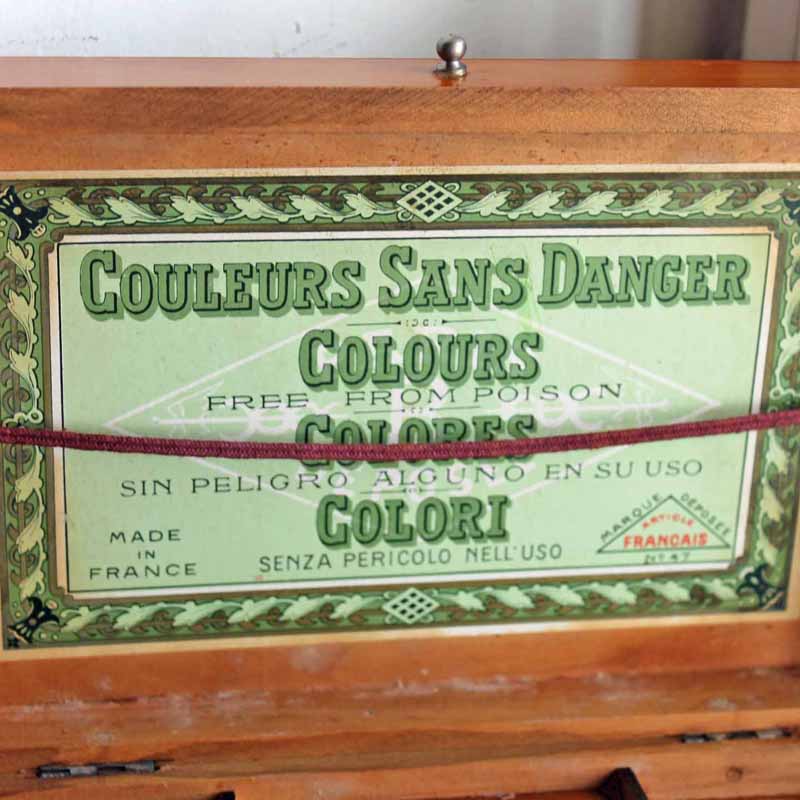 COULEURS SANS DANGER
COLOURS
FREE FROM POISON
COLORES
SIN PELIGRO ALGUNO EN SU USO
COLORI
SENZA PERICOLO NELL'USO
MADE
IN
FRANCE
MARQUE DÉPOSÉE
ARTICLE
FRANCAIS